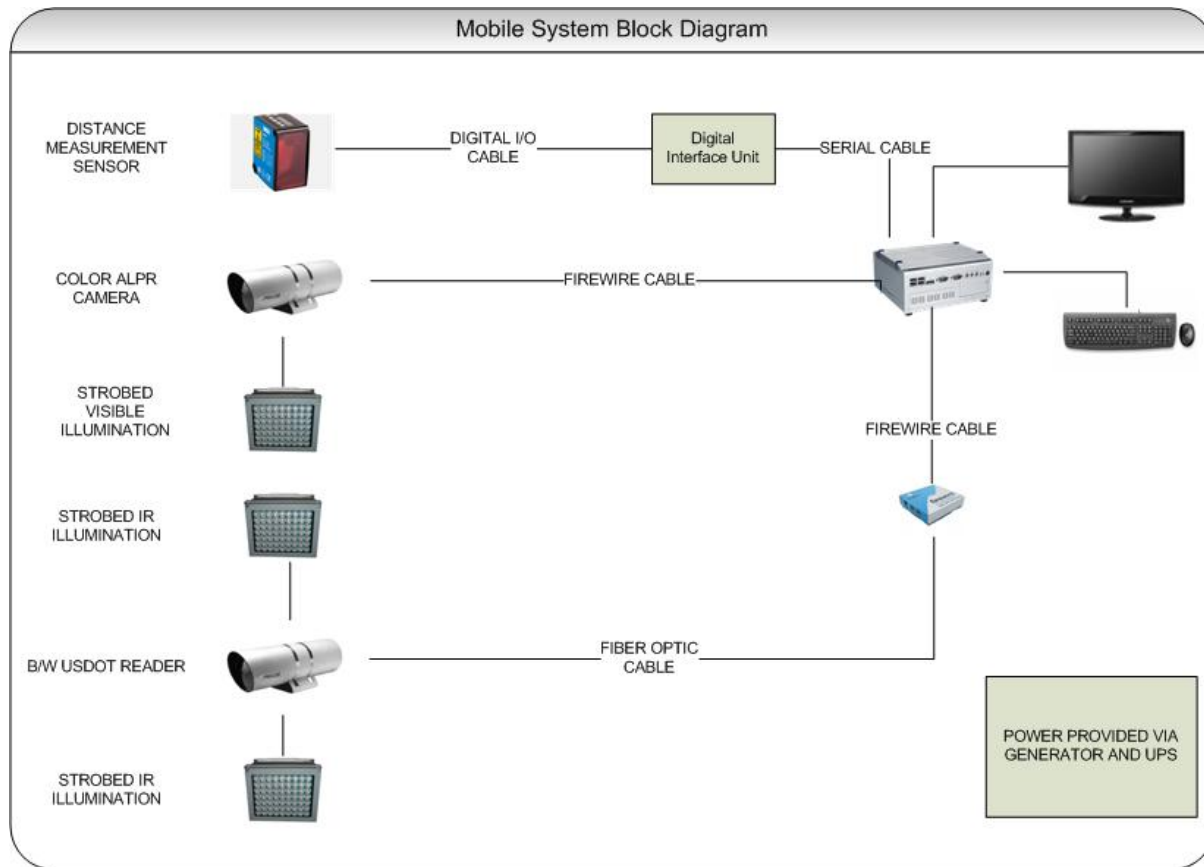 Mobile System Block Diagram
DISTANCE
MEASUREMENT
SENSOR
DIGITAL I/O
CABLE
Digital
Interface Unit
SERIAL CABLE
COLOR ALPR
CAMERA
FIREWIRE CABLE
STROBED
VISIBLE
ILLUMINATION
FIREWIRE CABLE
STROBED IR
ILLUMINATION
B/W USDOT READER
FIBER OPTIC
CABLE
POWER PROVIDED VIA
GENERATOR AND UPS
STROBED IR
ILLUMINATION